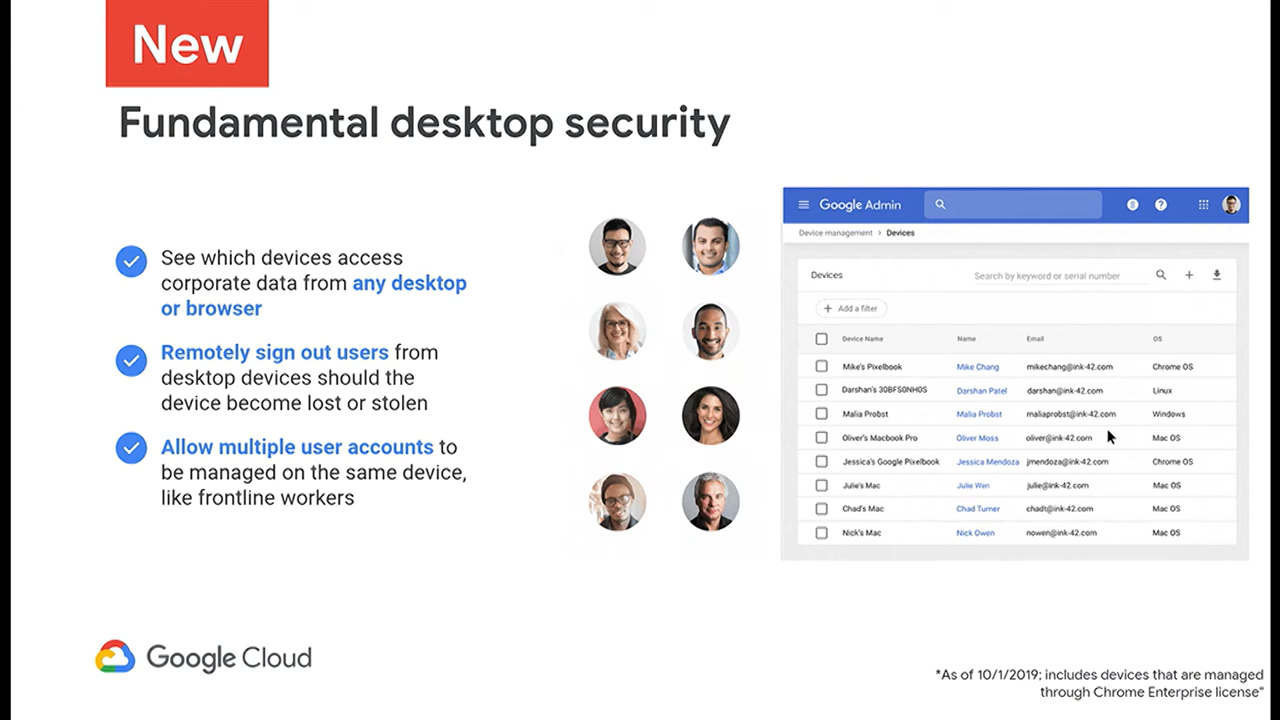 New
Fundamental desktop security
See which devices access
corporate data from any desktop
or browser
Remotely sign out users from
desktop devices should the
device become lost or stolen
Allow multiple user accounts to
be managed on the same device,
like frontline workers
Google Admin
Device management > Devices
Devices
Search by keyword or serial number
+ Add a filter
Device Name Name Email OS
Mike's Pixelbook Mike Chang mikechang@ink-42.com Chrome OS
Darshan's 30BFS0NH0S Darshan Patel darshan@ink-42.com Linux
Malia Probst Malia Probst maliaprobst@ink-42.com Windows
Oliver's Macbook Pro Oliver Moss oliver@ink-42.com Mac OS
Jessica's Google Pixelbook Jessica Mendoza jmendoza@ink-42.com Chrome OS
Julie's Mac Julie Wen julie@ink-42.com Mac OS
Chad's Mac Chad Turner chadt@ink-42.com Mac OS
Nick's Mac Nick Owen nowen@ink-42.com Mac OS
Google Cloud
*As of 10/1/2019; includes devices that are managed
through Chrome Enterprise license"